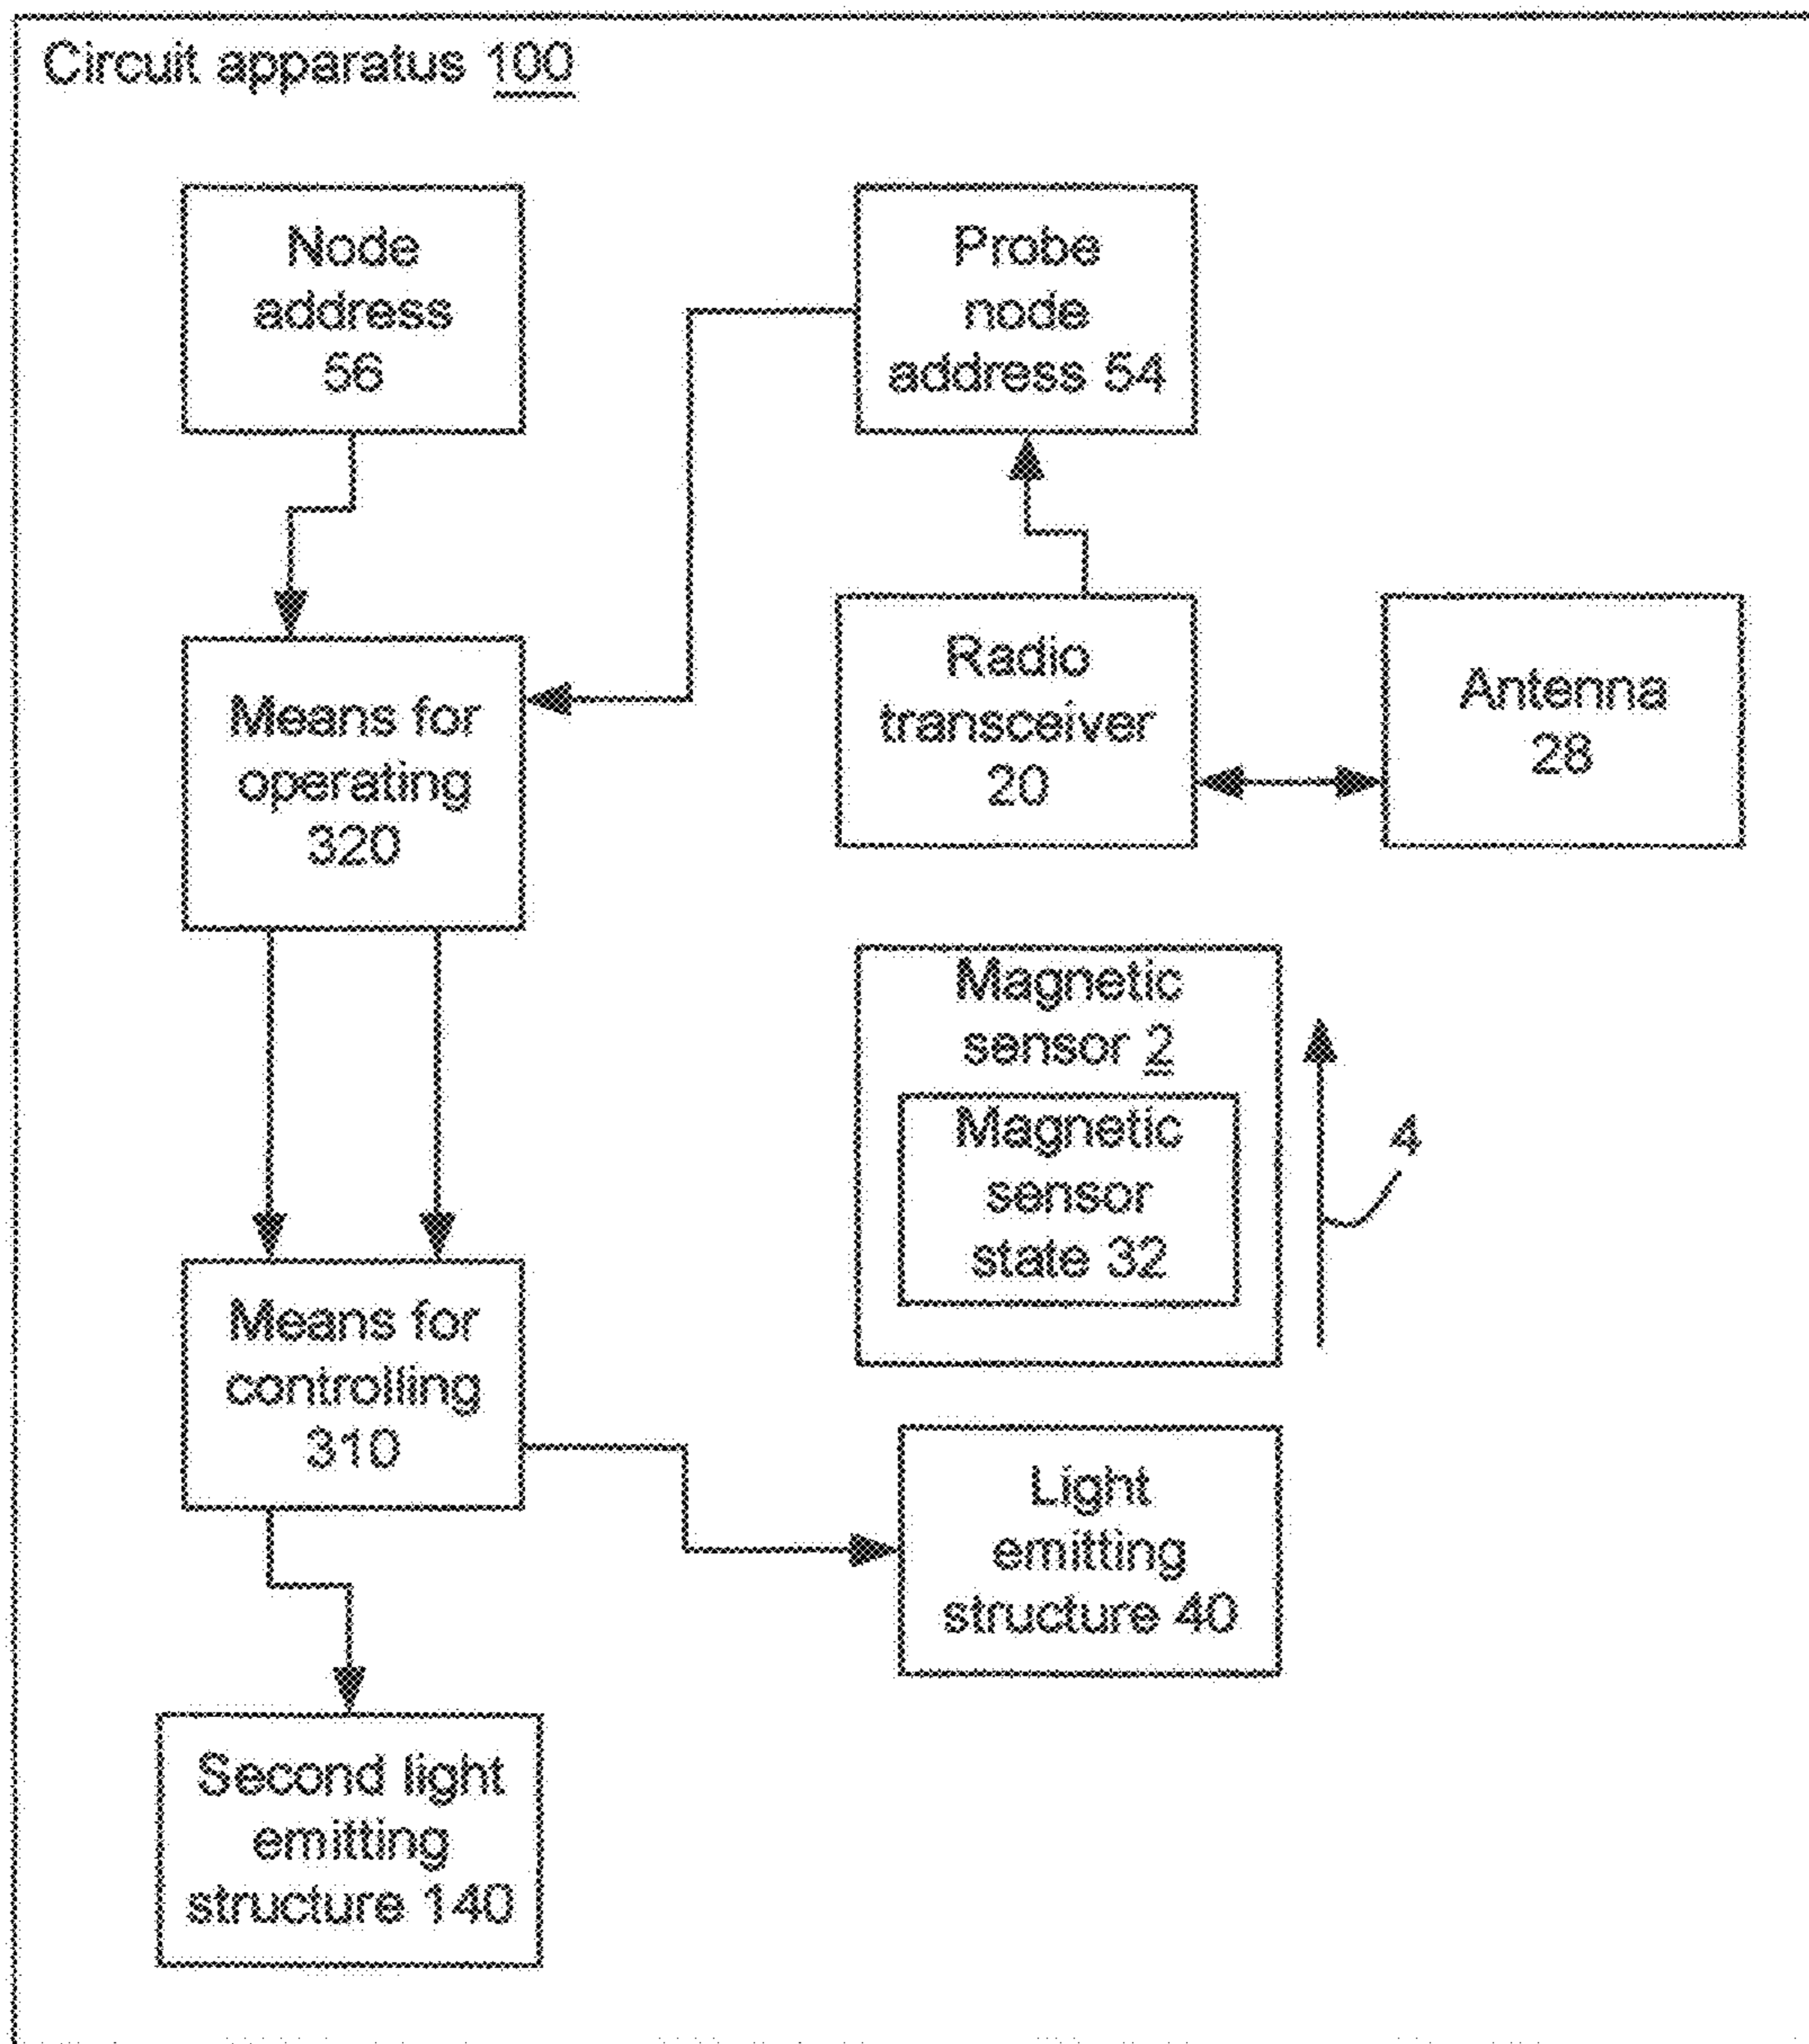 Circuit apparatus 100
Node
address
56
Probe
node
address 54
Means for
operating
320
Radio
transceiver
20
Antenna
28
Magnetic
sensor 2
Magnetic
sensor
state 32
4
Means for
controlling
310
Light
emitting
structure 40
Second light
emitting
structure 140